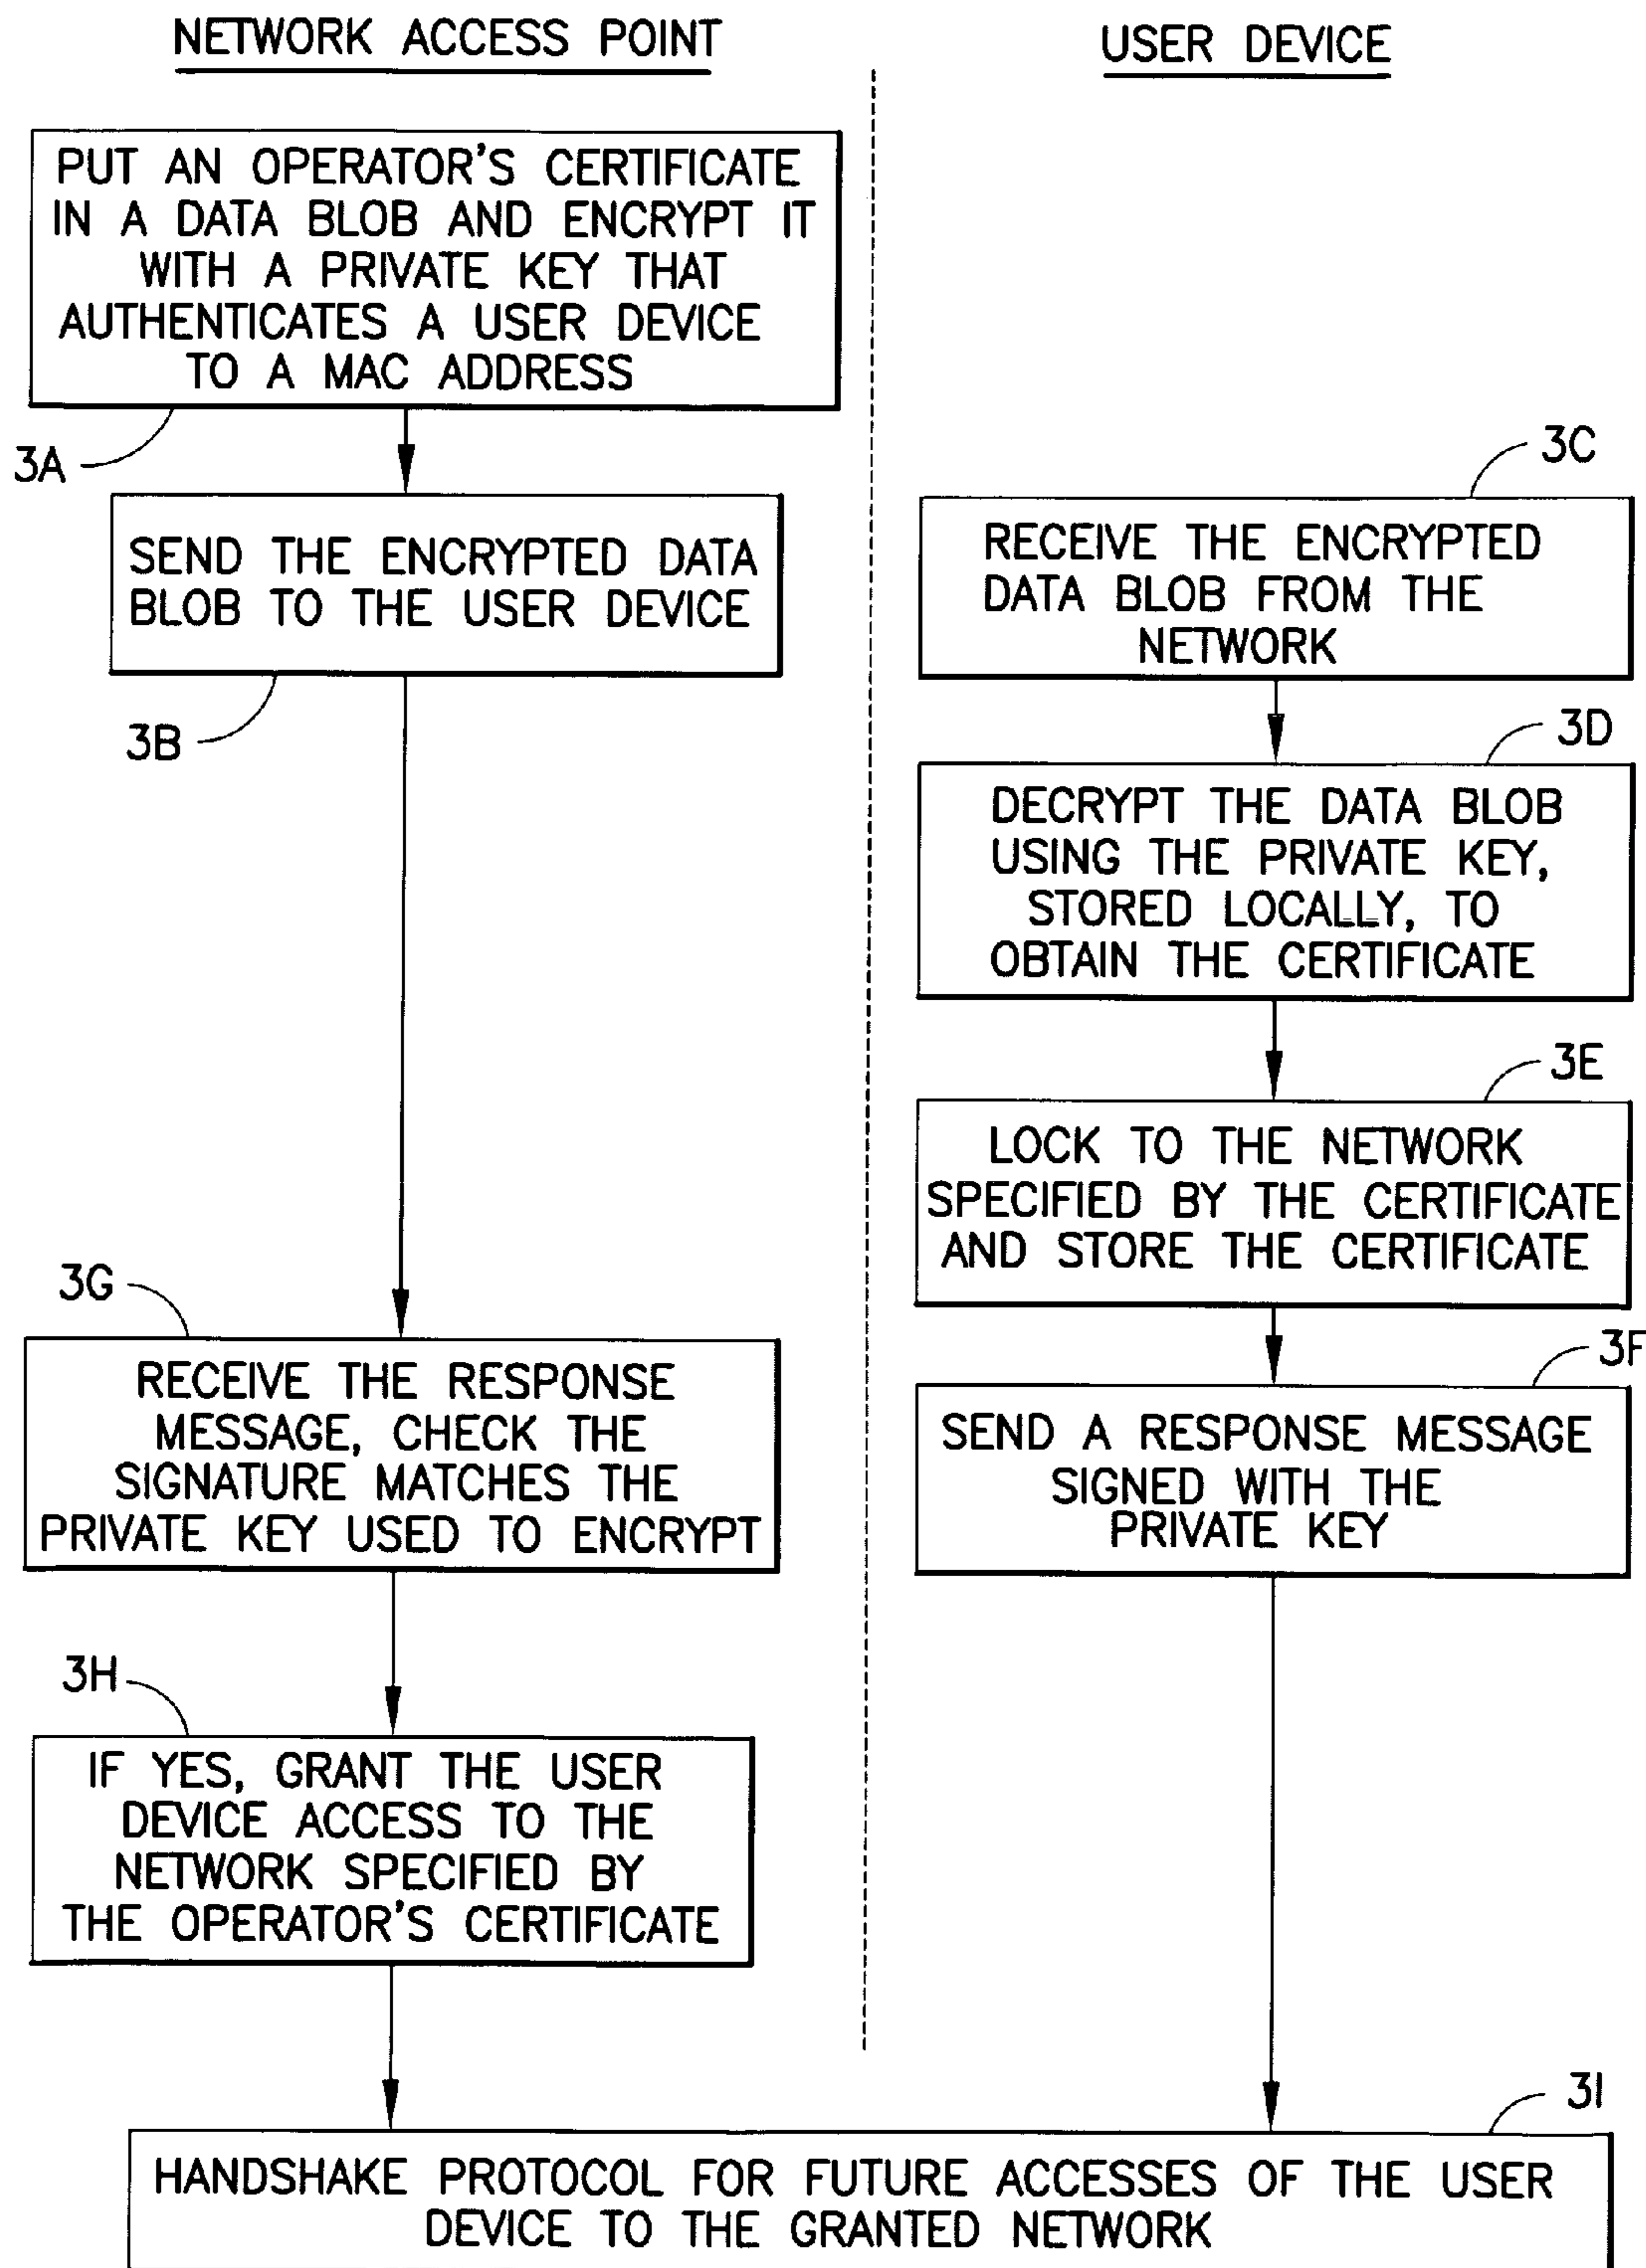 NETWORK ACCESS POINT
USER DEVICE
PUT AN OPERATOR'S CERTIFICATE
IN A DATA BLOB AND ENCRYPT IT
WITH A PRIVATE KEY THAT
AUTHENTICATES A USER DEVICE
TO A MAC ADDRESS
3A
SEND THE ENCRYPTED DATA
BLOB TO THE USER DEVICE
3B
3C
RECEIVE THE ENCRYPTED
DATA BLOB FROM THE
NETWORK
3D
DECRYPT THE DATA BLOB
USING THE PRIVATE KEY,
STORED LOCALLY, TO
OBTAIN THE CERTIFICATE
3E
LOCK TO THE NETWORK
SPECIFIED BY THE CERTIFICATE
AND STORE THE CERTIFICATE
3F
SEND A RESPONSE MESSAGE
SIGNED WITH THE
PRIVATE KEY
3G
RECEIVE THE RESPONSE
MESSAGE, CHECK THE
SIGNATURE MATCHES THE
PRIVATE KEY USED TO ENCRYPT
3H
IF YES, GRANT THE USER
DEVICE ACCESS TO THE
NETWORK SPECIFIED BY
THE OPERATOR'S CERTIFICATE
3I
HANDSHAKE PROTOCOL FOR FUTURE ACCESSES OF THE USER
DEVICE TO THE GRANTED NETWORK